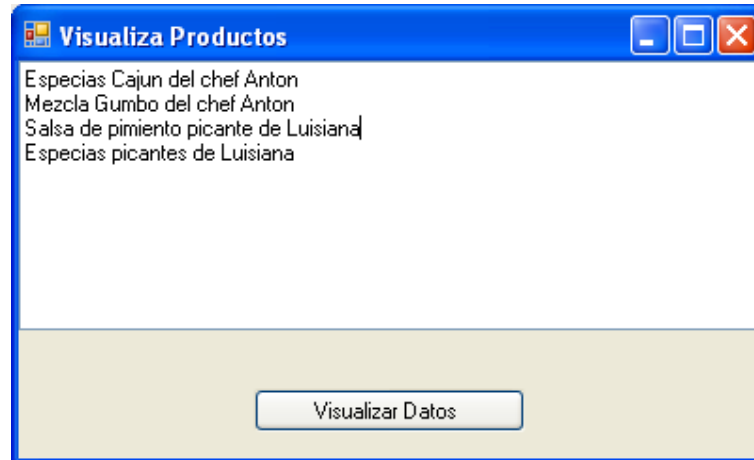 Visualiza Productos
Especias Cajun del chef Anton
Mezcla Gumbo del chef Anton
Salsa de pimiento picante de Luisiana
Especias picantes de Luisiana
Visualizar Datos